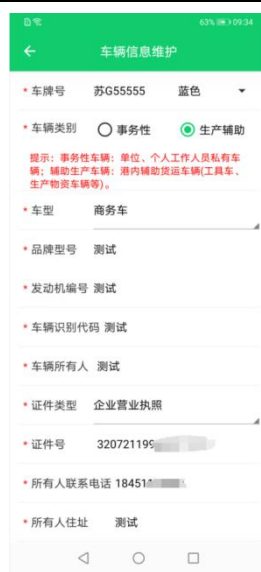 63% 09:34
车辆信息维护
* 车牌号 苏G55555 蓝色
* 车辆类别 事务性 生产辅助
提示：事务性车辆：单位、个人工作人员私有车
辆；辅助生产车辆：港内辅助货运车辆(工具车、
生产物资车辆等)。
* 车型 商务车
* 品牌型号 测试
* 发动机编号 测试
* 车辆识别代码 测试
* 车辆所有人 测试
* 证件类型 企业营业执照
* 证件号 320721199
* 所有人联系电话 18451
* 所有人住址 测试